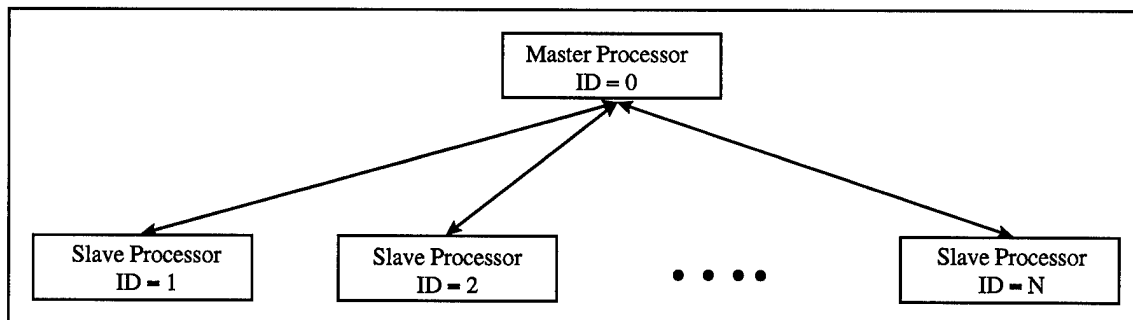 Master Processor
ID = 0
Slave Processor
ID = 1
Slave Processor
ID = 2
Slave Processor
ID = N